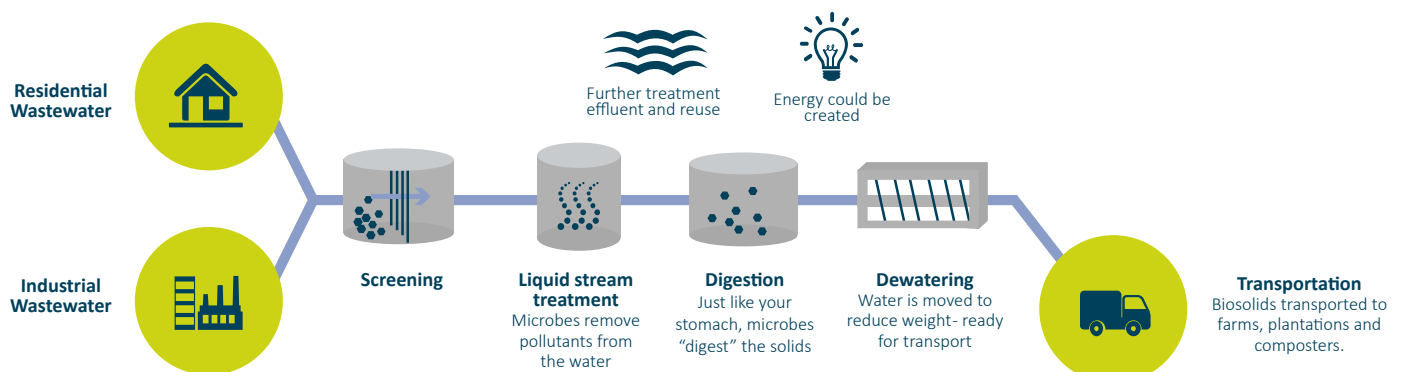 Residential
Wastewater
Industrial
Wastewater
Further treatment
effluent and reuse
Energy could be
created
Screening
Liquid stream
treatment
Microbes remove
pollutants from
the water
Digestion
Just like your
stomach, microbes
“digest” the solids
Dewatering
Water is moved to
reduce weight- ready
for transport
Transportation
Biosolids transported to
farms, plantations and
composters.